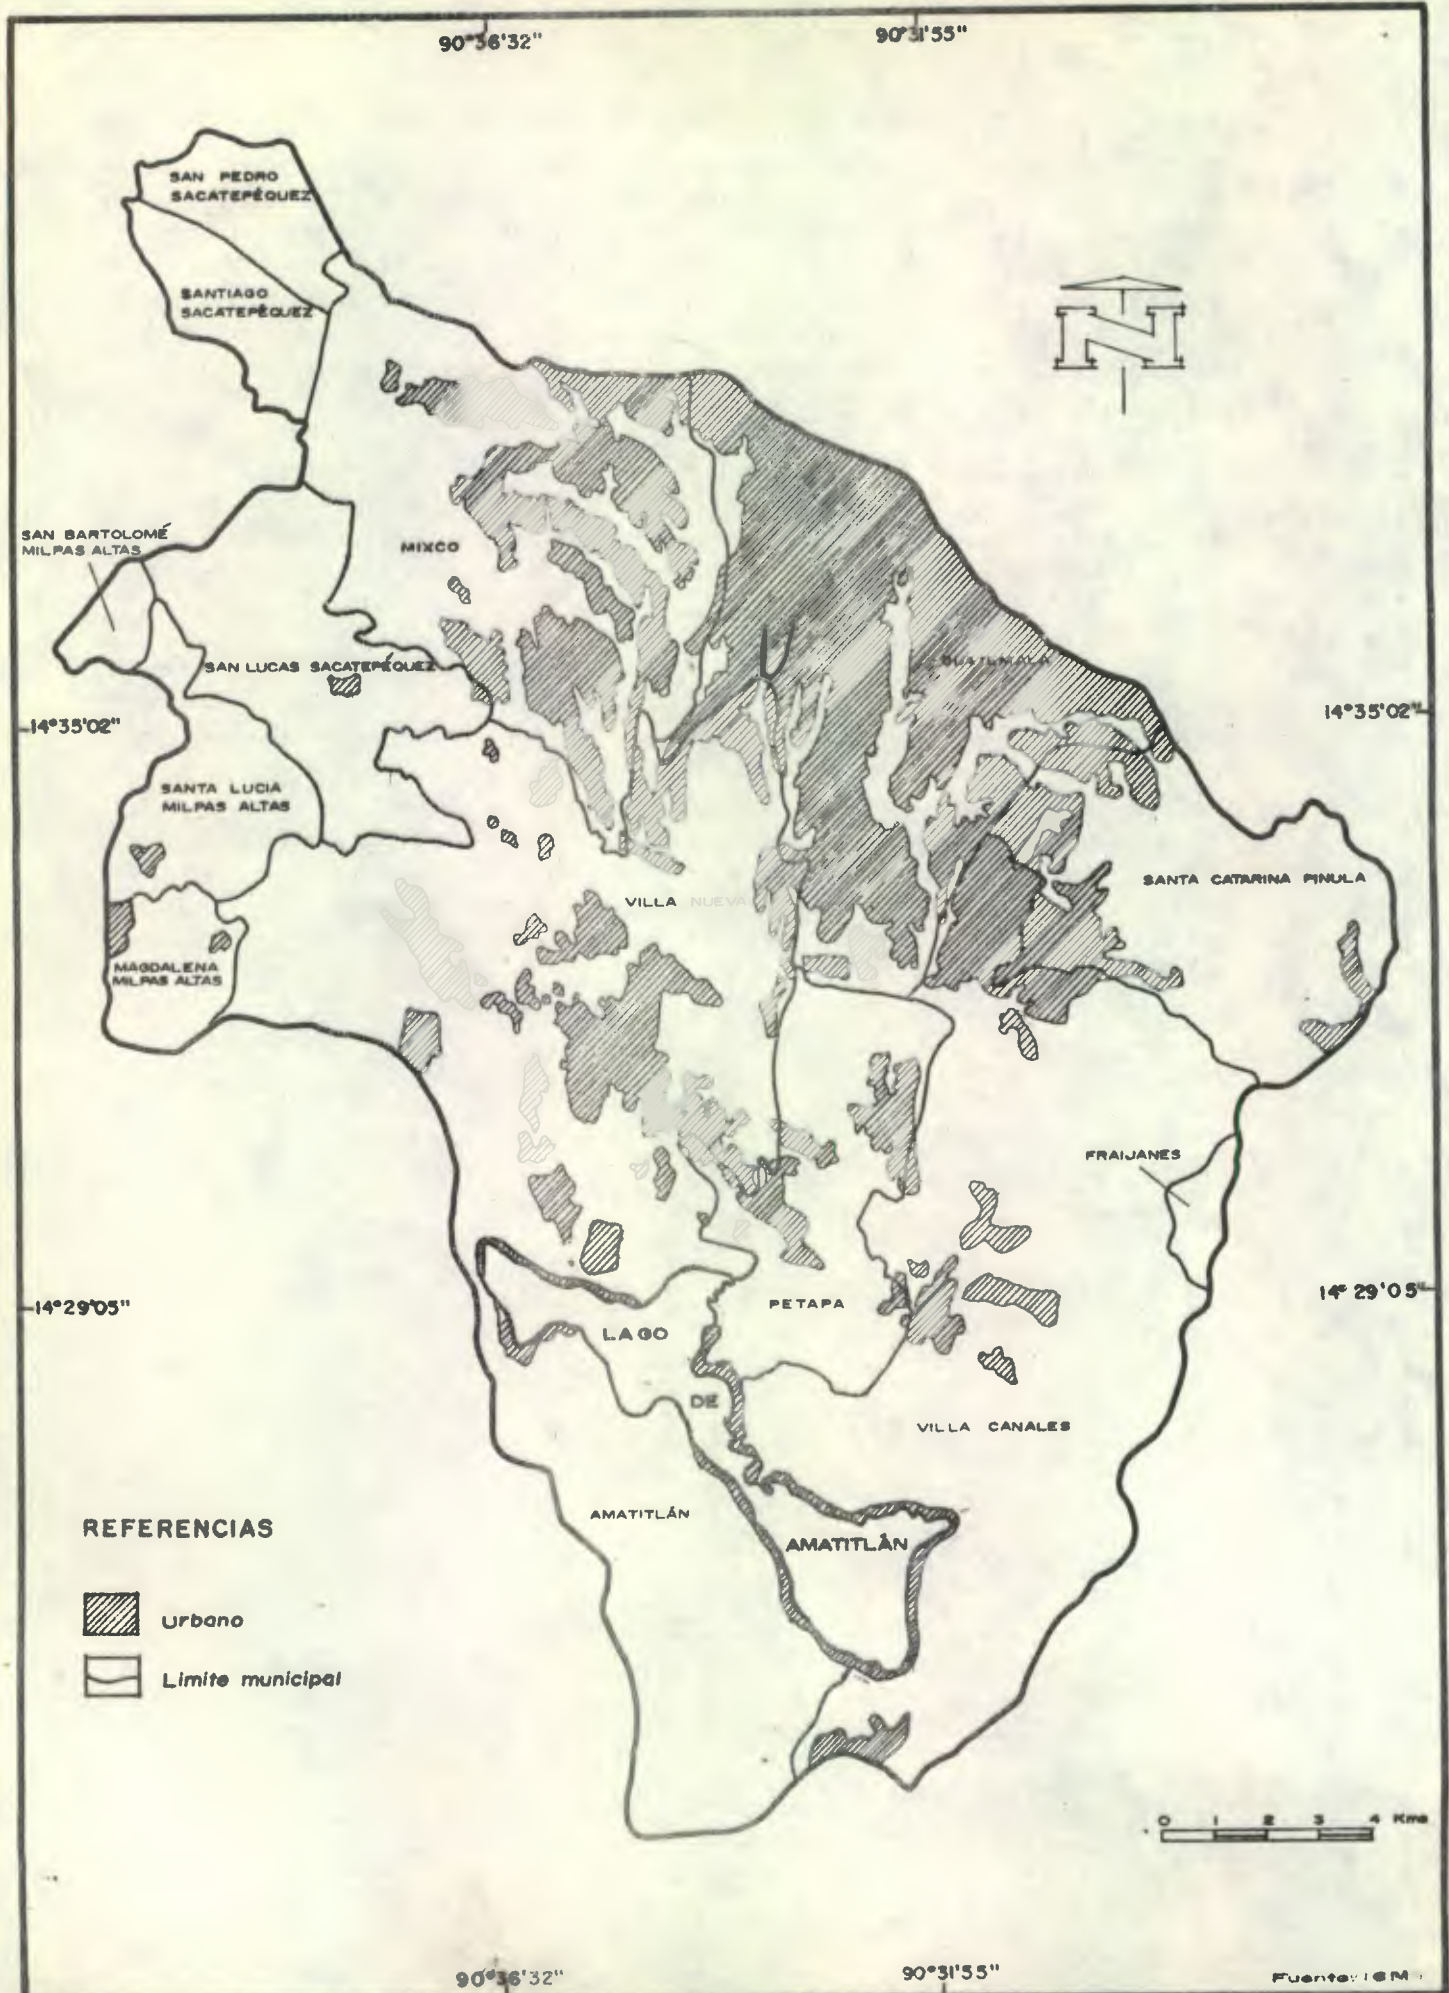 90°36'32"
90°31'55"
SAN PEDRO
SACATEPÉQUEZ
SANTIAGO
SACATEPÉQUEZ
N
SAN BARTOLOMÉ
MILPAS ALTAS
MIXCO
GUATEMALA
SAN LUCAS SACATEPÉQUEZ
14°35'02"
14°35'02"
SANTA LUCIA
MILPAS ALTAS
SANTA CATARINA PINULA
VILLA NUEVA
MAGDALENA
MILPAS ALTAS
FRAIJANES
14°29'05"
14°29'05"
PETAPA
LAGO
DE
AMATITLÁN
VILLA CANALES
AMATITLÁN
REFERENCIAS
urbano
Limite municipal
0 1 2 3 4 Kms
90°36'32"
90°31'55"
Fuente: IGM